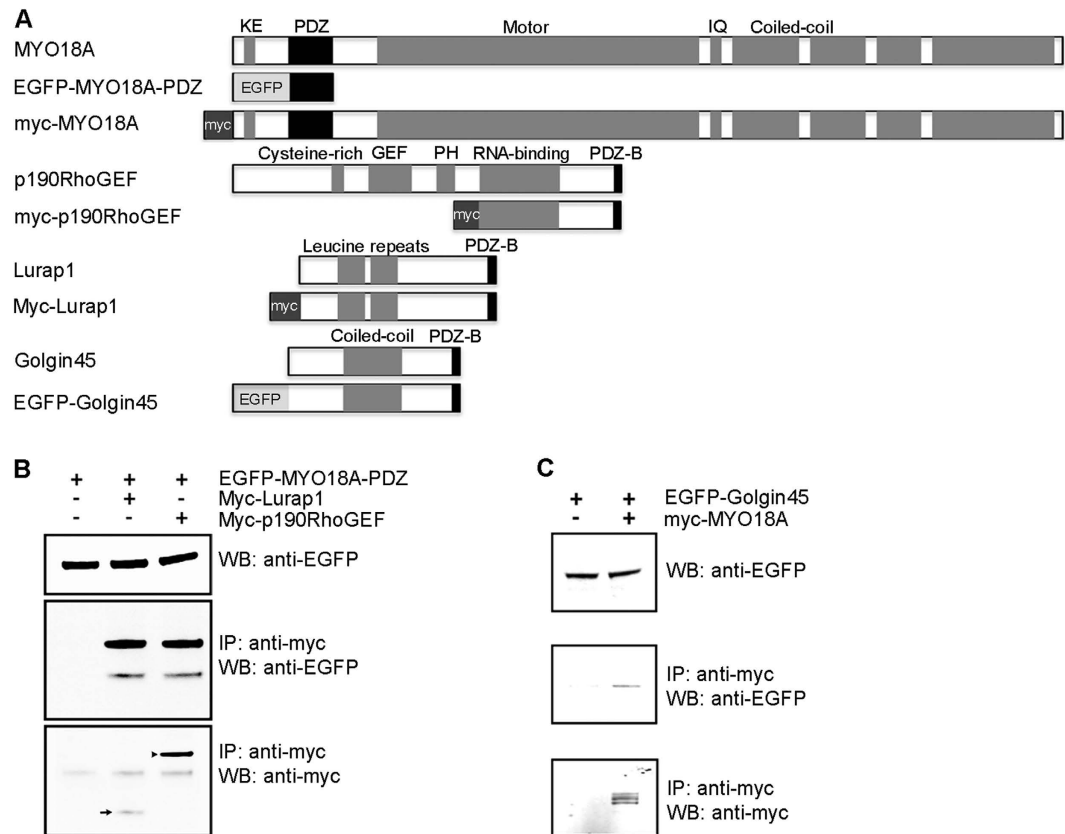 A
KE PDZ Motor IQ Coiled-coil
MYO18A
EGFP-MYO18A-PDZ EGFP
myc-MYO18A myc
Cysteine-rich GEF PH RNA-binding PDZ-B
p190RhoGEF
myc-p190RhoGEF myc
Leucine repeats PDZ-B
Lurap1
Myc-Lurap1 myc
Coiled-coil PDZ-B
Golgin45
EGFP-Golgin45 EGFP
B
+ + + EGFP-MYO18A-PDZ
- + - Myc-Lurap1
- - + Myc-p190RhoGEF
WB: anti-EGFP
IP: anti-myc
WB: anti-EGFP
IP: anti-myc
WB: anti-myc
C
+ + EGFP-Golgin45
- + myc-MYO18A
WB: anti-EGFP
IP: anti-myc
WB: anti-EGFP
IP: anti-myc
WB: anti-myc